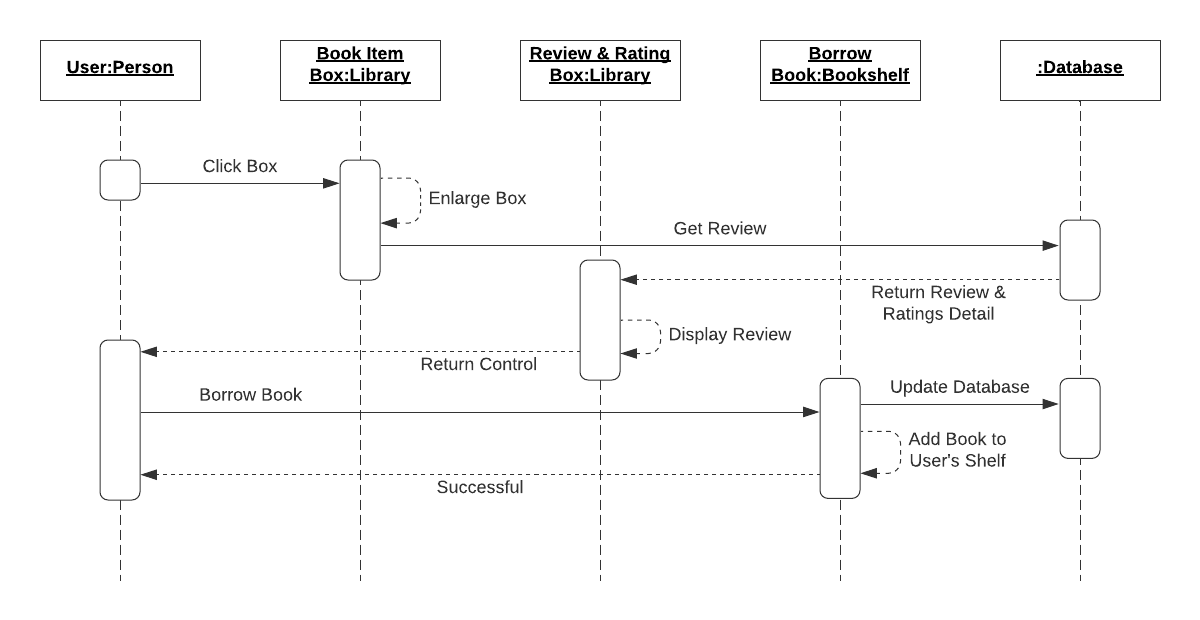 User:Person
Book Item
Box:Library
Review & Rating
Box:Library
Borrow
Book:Bookshelf
:Database
Click Box
Enlarge Box
Get Review
Return Review &
Ratings Detail
Display Review
Return Control
Borrow Book
Update Database
Add Book to
User's Shelf
Successful